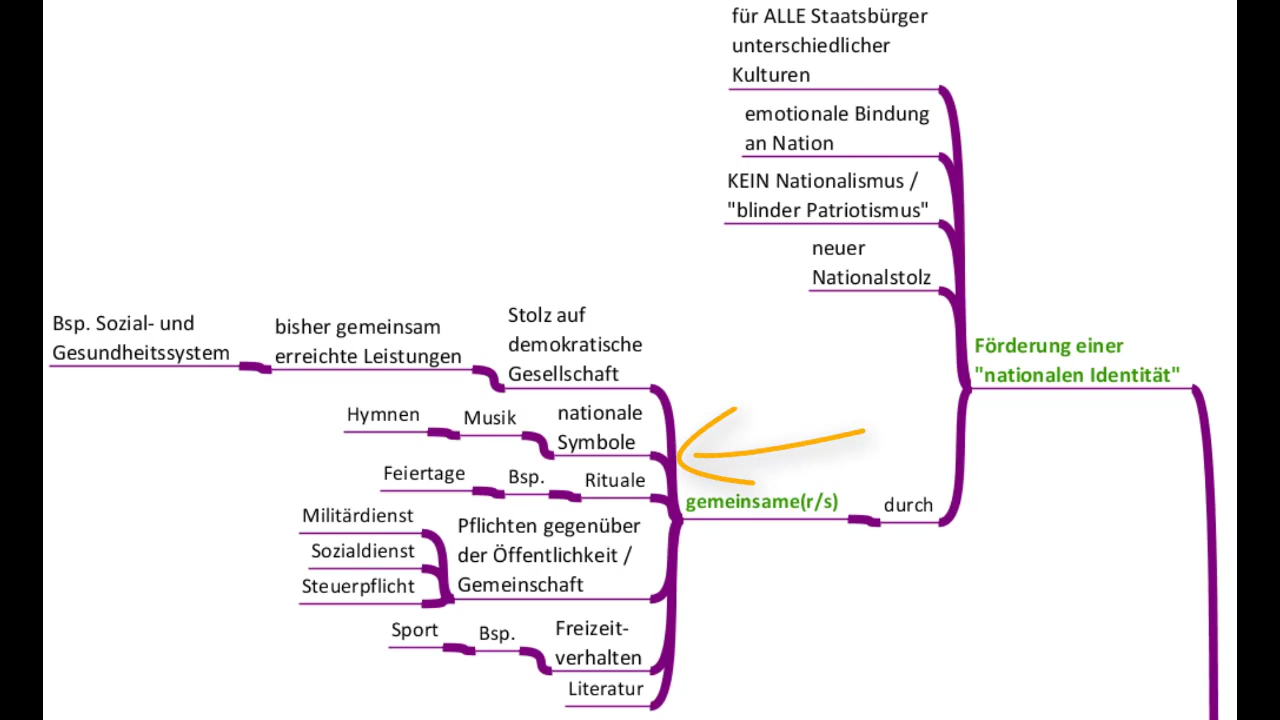 für ALLE Staatsbürger
unterschiedlicher
Kulturen
emotionale Bindung
an Nation
KEIN Nationalismus /
"blinder Patriotismus"
neuer
Nationalstolz
Förderung einer
"nationalen Identität"
durch
gemeinsame(r/s)
Stolz auf
demokratische
Gesellschaft
bisher gemeinsam
erreichte Leistungen
Bsp. Sozial- und
Gesundheitssystem
nationale
Symbole
Musik
Hymnen
Rituale
Bsp.
Feiertage
Pflichten gegenüber
der Öffentlichkeit /
Gemeinschaft
Militärdienst
Sozialdienst
Steuerpflicht
Freizeit-
verhalten
Bsp.
Sport
Literatur